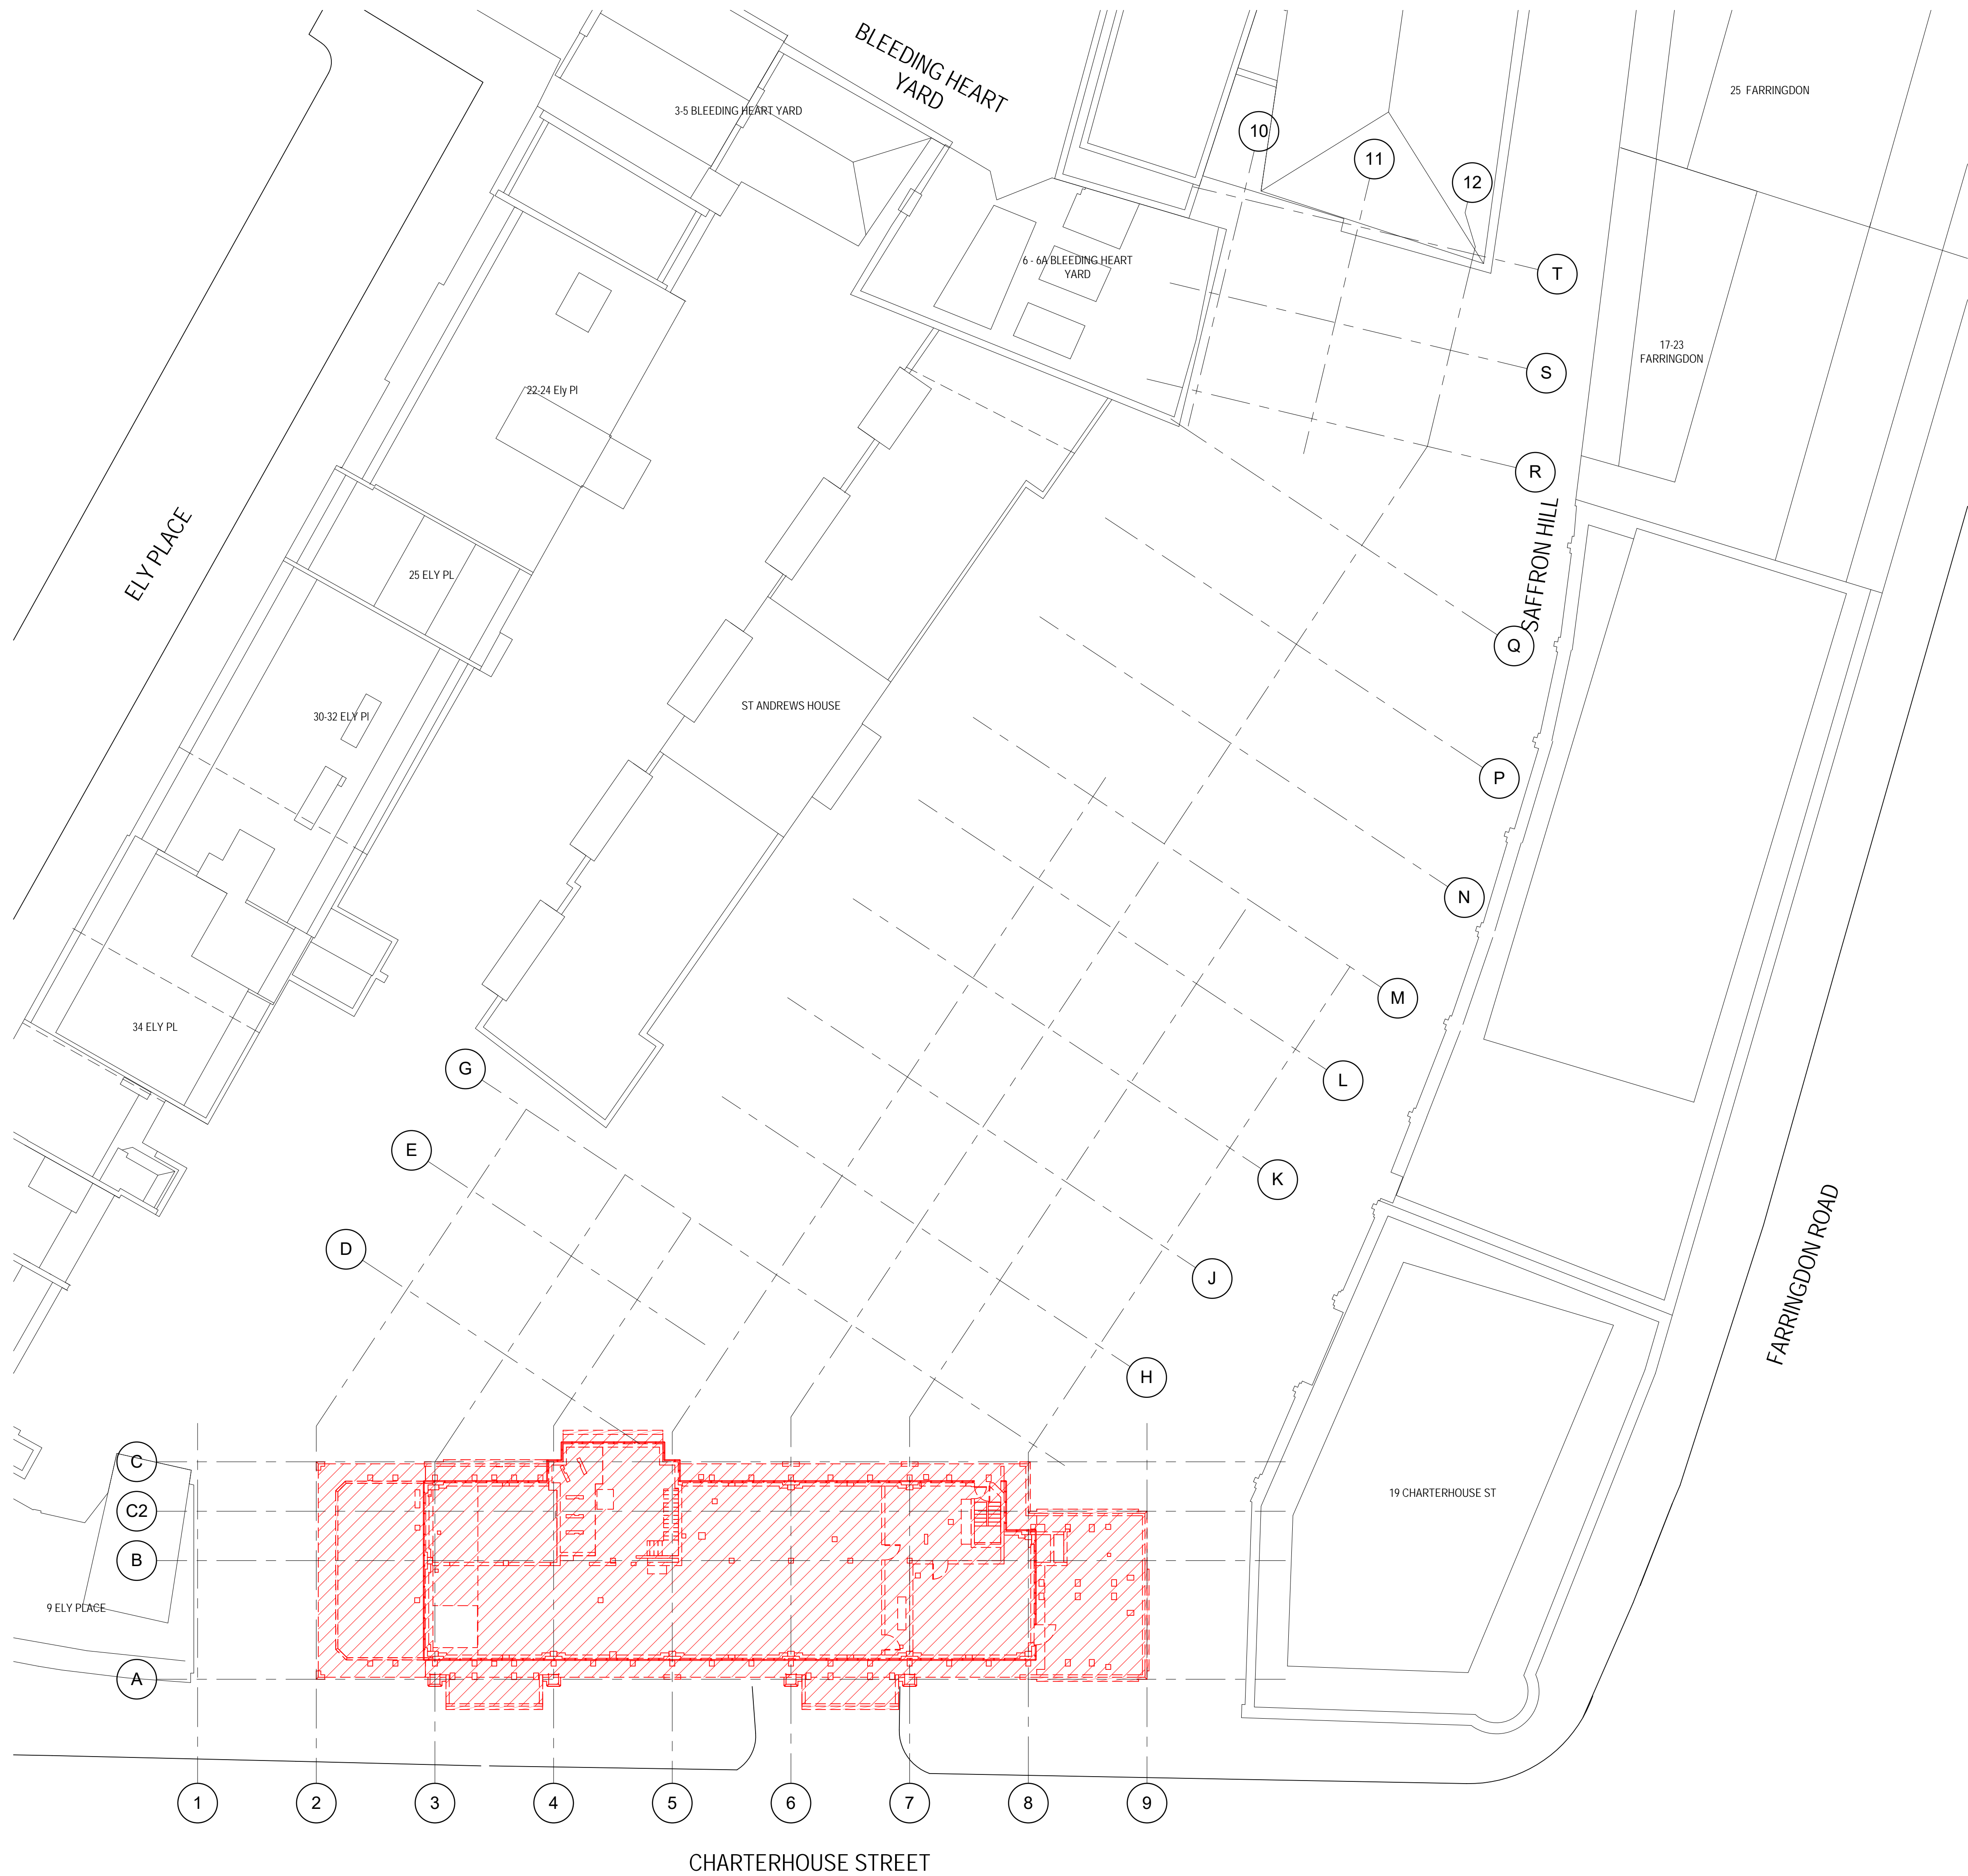 BLEEDING HEART
YARD
3-5 BLEEDING HEART YARD
25 FARRINGDON
10
11
12
6 - 6A BLEEDING HEART
YARD
T
17-23
FARRINGDON
S
22-24 Ely Pl
R
ELY PLACE
SAFFRON HILL
25 ELY PL
Q
30-32 ELY Pl
ST ANDREWS HOUSE
P
N
M
34 ELY PL
G
L
E
K
D
J
FARRINGDON ROAD
H
C
19 CHARTERHOUSE ST
C2
B
9 ELY PLACE
A
1
2
3
4
5
6
7
8
9
CHARTERHOUSE STREET